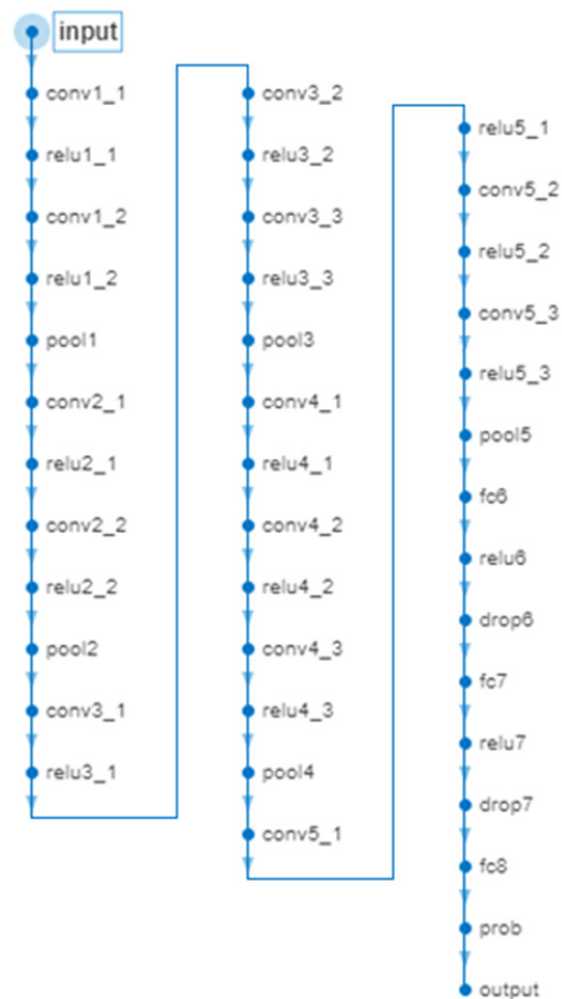 input
conv1_1
relu1_1
conv1_2
relu1_2
pool1
conv2_1
relu2_1
conv2_2
relu2_2
pool2
conv3_1
relu3_1
conv3_2
relu3_2
conv3_3
relu3_3
pool3
conv4_1
relu4_1
conv4_2
relu4_2
conv4_3
relu4_3
pool4
conv5_1
relu5_1
conv5_2
relu5_2
conv5_3
relu5_3
pool5
fc6
relu6
drop6
fc7
relu7
drop7
fc8
prob
output